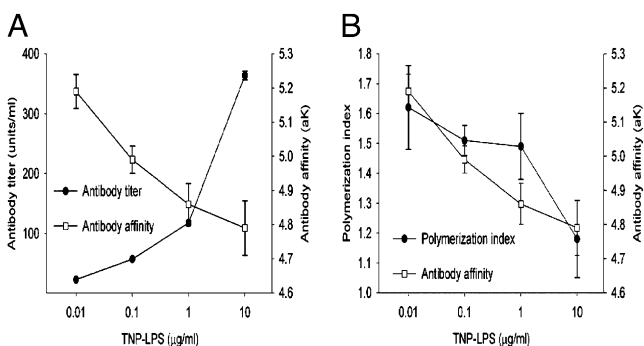 A
Antibody titer (units/ml)
400
300
200
100
5.3
5.2
5.1
5.0
4.9
4.8
4.7
4.6
Antibody affinity (aK)
Antibody titer
Antibody affinity
0.01 0.1 1 10
TNP-LPS (μg/ml)
B
Polymerization index
1.8
1.7
1.6
1.5
1.4
1.3
1.2
1.1
1.0
5.3
5.2
5.1
5.0
4.9
4.8
4.7
4.6
Antibody affinity (aK)
Polymerization index
Antibody affinity
0.01 0.1 1 10
TNP-LPS (μg/ml)